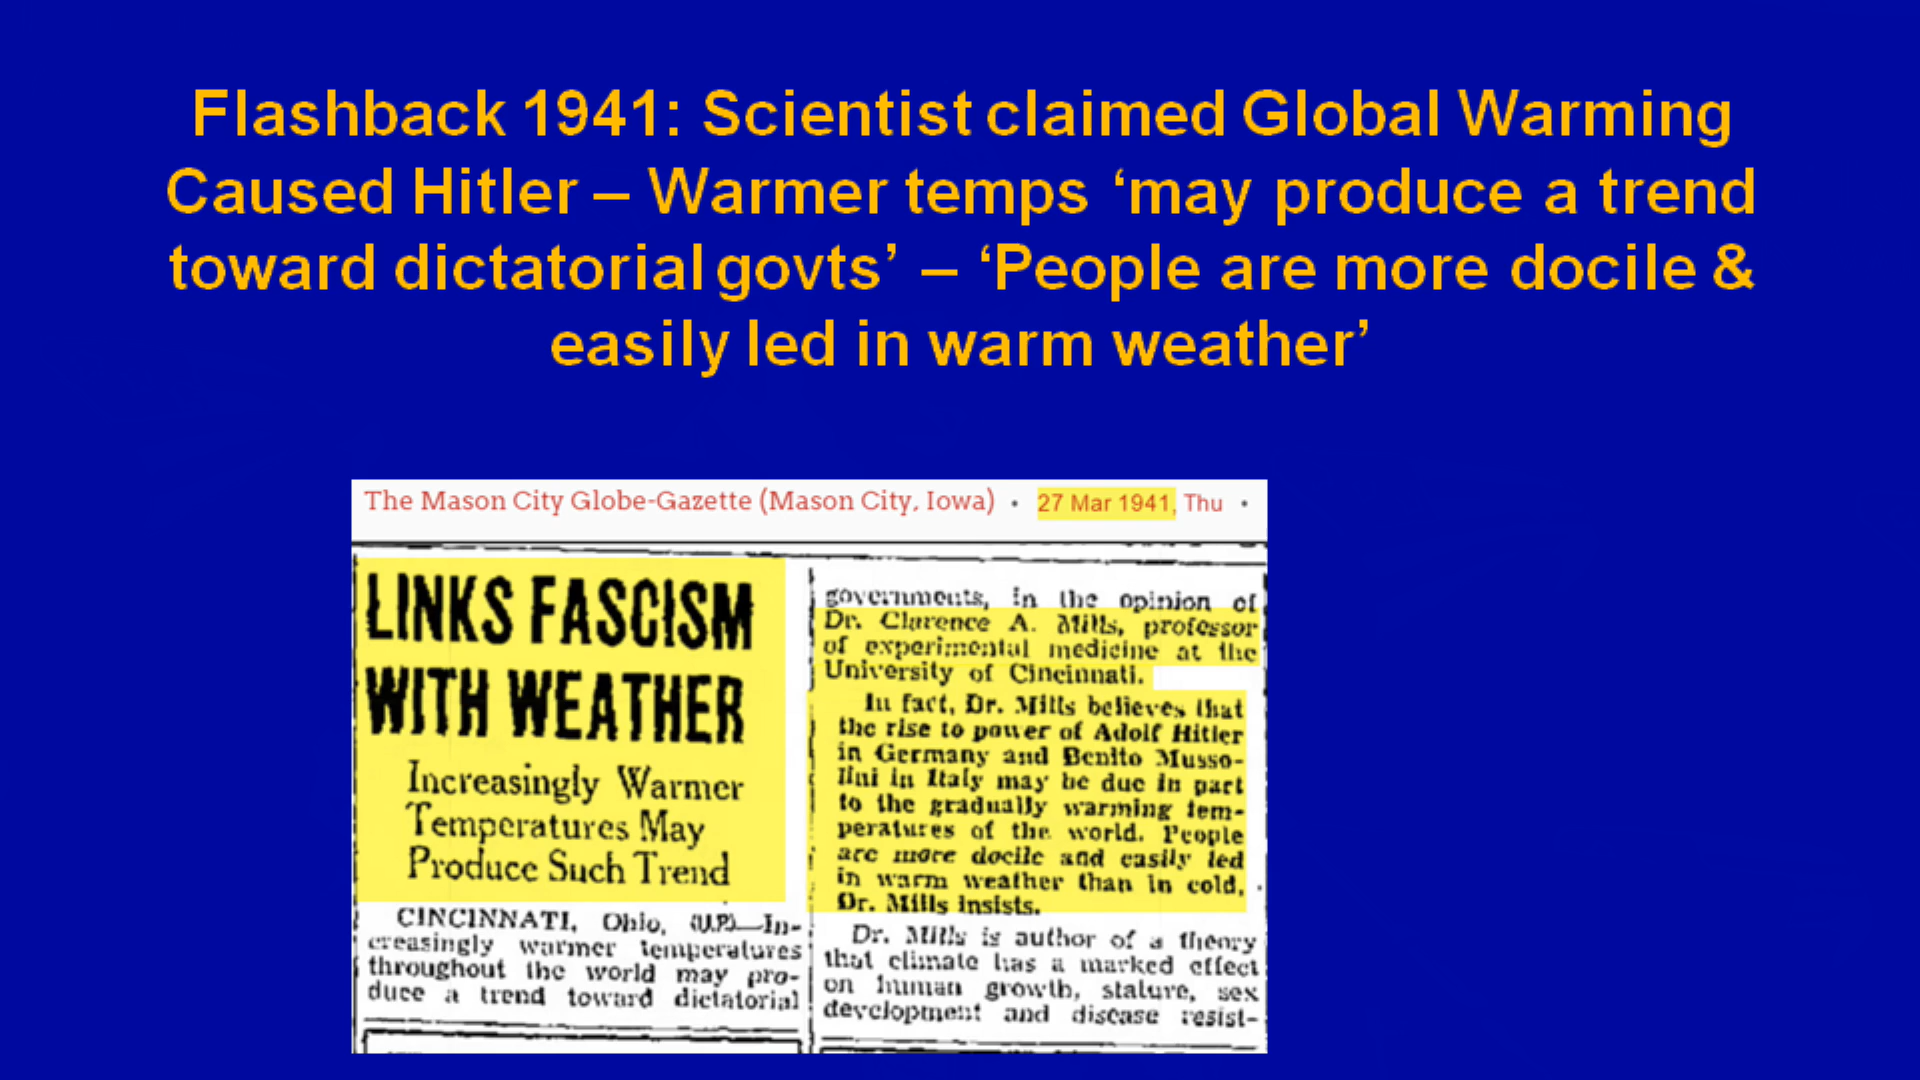 Flashback 1941: Scientist claimed Global Warming
Caused Hitler – Warmer temps ‘may produce a trend
toward dictatorial govts’ – ‘People are more docile &
easily led in warm weather’
The Mason City Globe-Gazette (Mason City, Iowa) • 27 Mar 1941, Thu •
LINKS FASCISM
WITH WEATHER
Increasingly Warmer
Temperatures May
Produce Such Trend
CINCINNATI, Ohio, (U.P.)—In-
creasingly warmer temperatures
throughout the world may pro-
duce a trend toward dictatorial
governments, in the opinion of
Dr. Clarence A. Mills, professor
of experimental medicine at the
University of Cincinnati.
In fact, Dr. Mills believes that
the rise to power of Adolf Hitler
in Germany and Benito Musso-
lini in Italy may be due in part
to the gradually warming tem-
peratures of the world. People
are more docile and easily led
in warm weather than in cold,
Dr. Mills insists.
Dr. Mills is author of a theory
that climate has a marked effect
on human growth, stature, sex
development and disease resist-